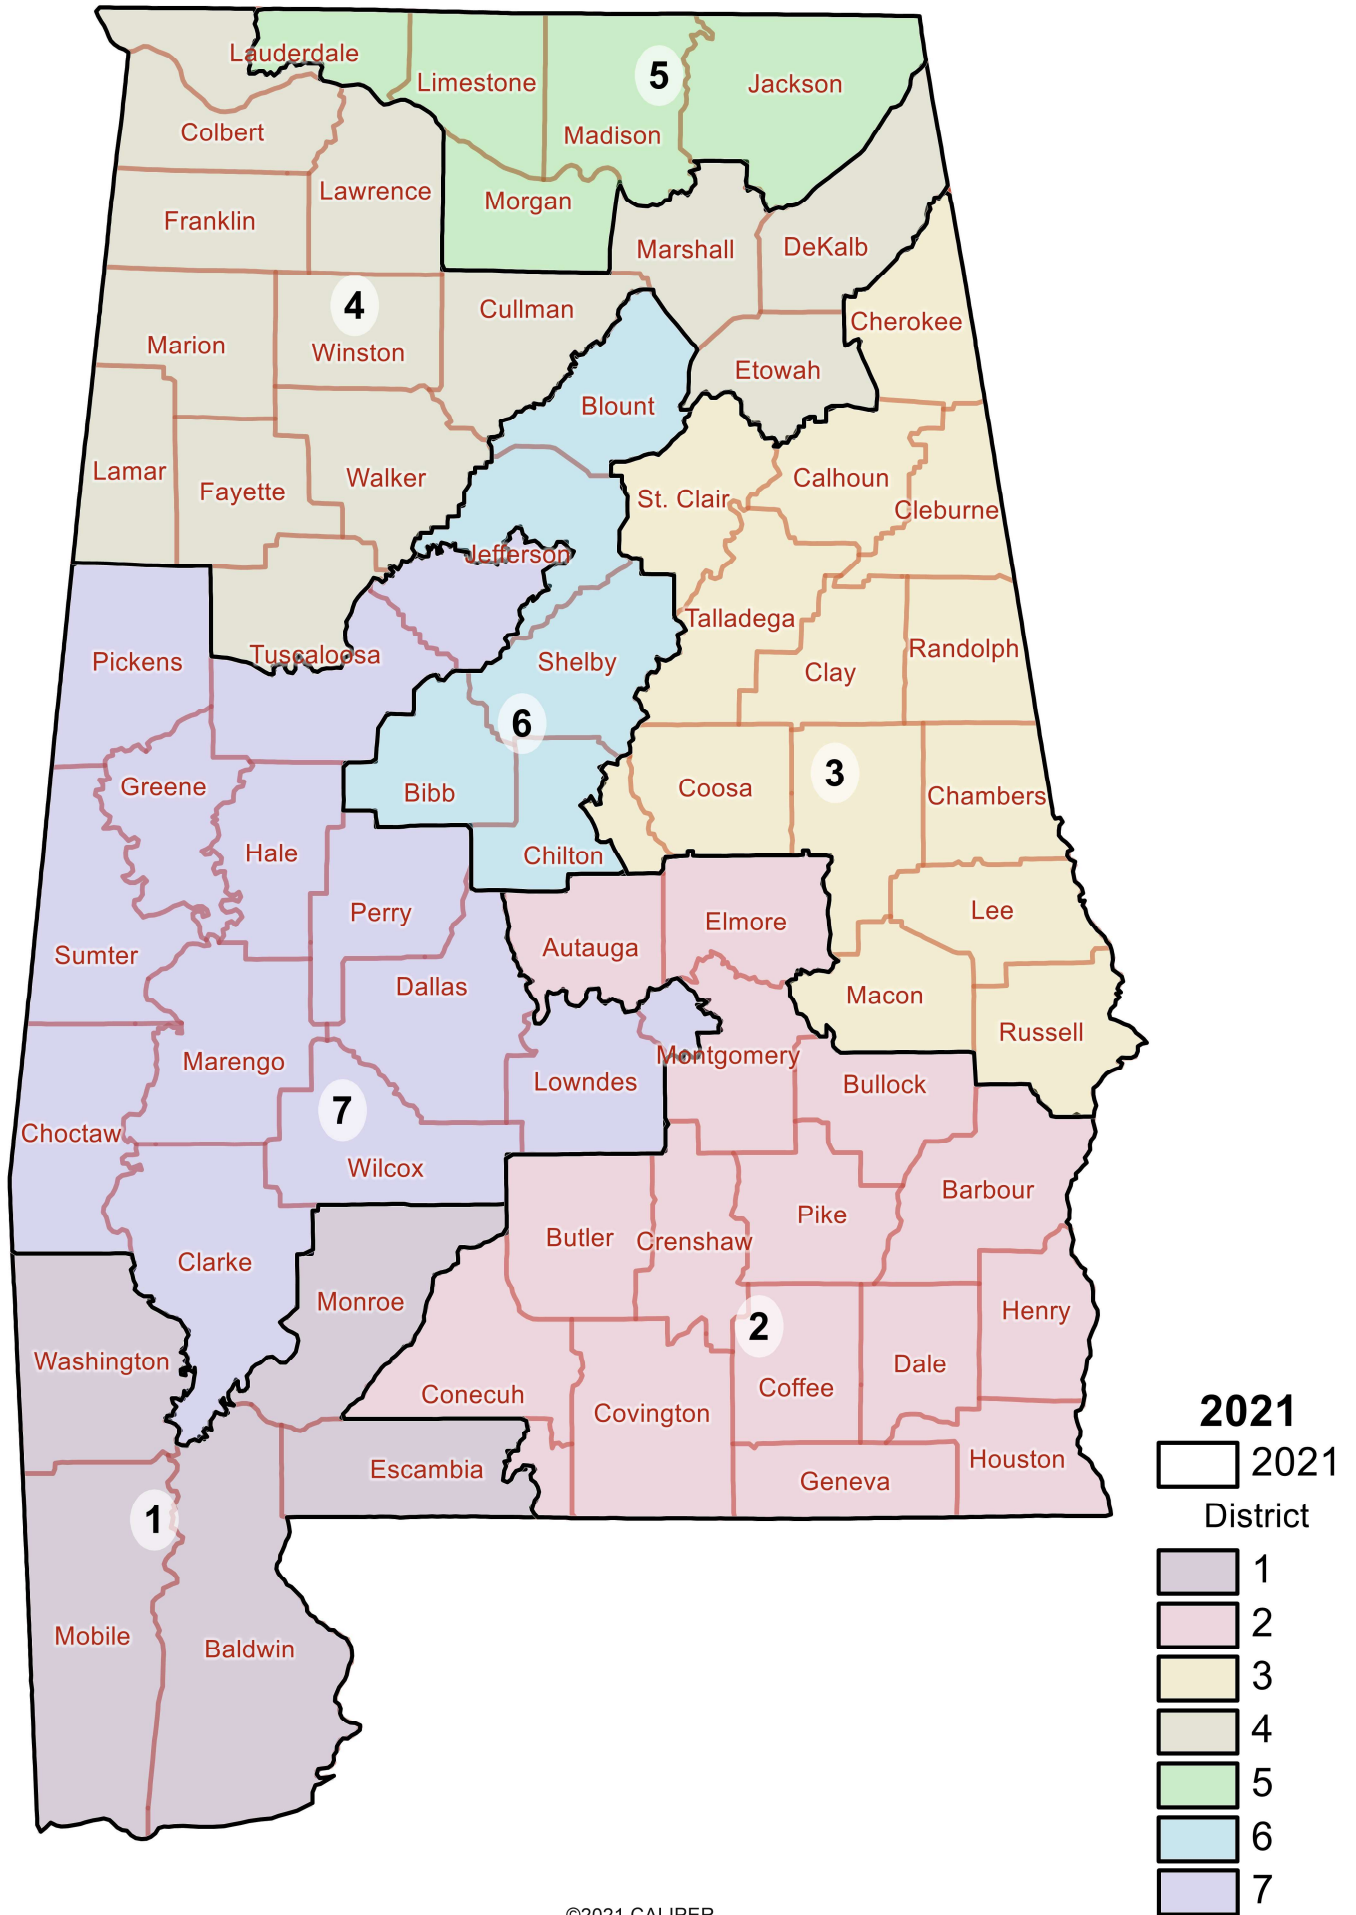 Lauderdale
5
Limestone
Jackson
Colbert
Madison
Lawrence
Morgan
Franklin
Marshall
DeKalb
4
Cullman
Cherokee
Marion
Winston
Etowah
Blount
Lamar
Walker
Calhoun
Fayette
St. Clair
Cleburne
Jefferson
Talladega
Tuscaloosa
Randolph
Pickens
Shelby
Clay
6
3
Greene
Bibb
Coosa
Chambers
Hale
Chilton
Perry
Elmore
Lee
Autauga
Sumter
Dallas
Macon
Russell
Marengo
Montgomery
Lowndes
Bullock
7
Choctaw
Wilcox
Barbour
Pike
Butler
Crenshaw
Clarke
Monroe
Henry
2
Washington
Dale
Coffee
Conecuh
Covington
Houston
Escambia
Geneva
1
Mobile
Baldwin
2021
2021
District
1
2
3
4
5
6
7
©2021 CALIPER